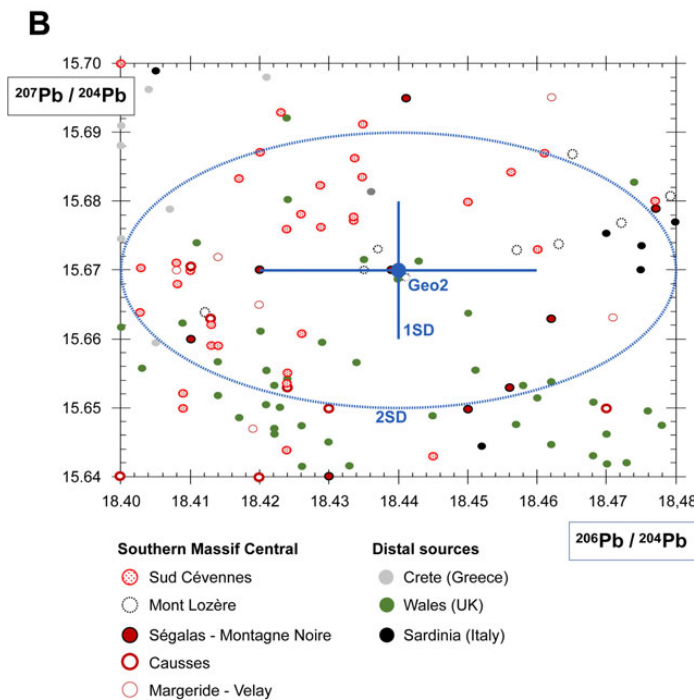 B
15.70
²⁰⁷Pb / ²⁰⁴Pb
15.69
15.68
15.67
Geo2
15.66
1SD
15.65
2SD
15.64
18.40 18.41 18.42 18.43 18.44 18.45 18.46 18.47 18.48
²⁰⁶Pb / ²⁰⁴Pb
Southern Massif Central
Sud Cévennes
Mont Lozère
Ségalas - Montagne Noire
Causses
Margeride - Velay
Distal sources
Crete (Greece)
Wales (UK)
Sardinia (Italy)